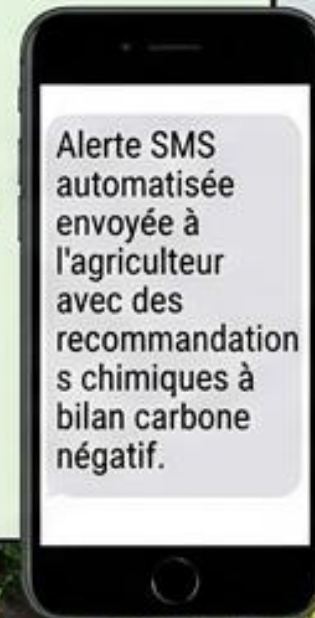 Alerte SMS
automatisée
envoyée à
l'agriculteur
avec des
recommandation
s chimiques à
bilan carbone
négatif.